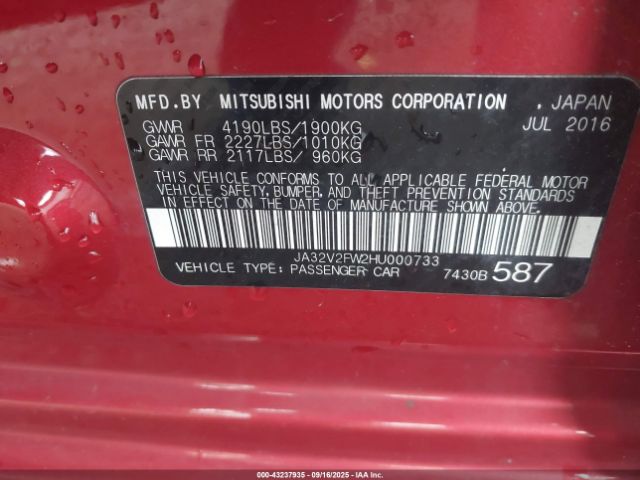 MFD.BY MITSUBISHI MOTORS CORPORATION . JAPAN
JUL 2016
GVWR 4190LBS/1900KG
GAWR FR 2227LBS/1010KG
GAWR RR 2117LBS/ 960KG
THIS VEHICLE CONFORMS TO ALL APPLICABLE FEDERAL MOTOR
VEHICLE SAFETY, BUMPER, AND THEFT PREVENTION STANDARDS
IN EFFECT ON THE DATE OF MANUFACTURE SHOWN ABOVE.
JA32V2FW2HU000733
VEHICLE TYPE: PASSENGER CAR 7430B 587
000-43237935 - 09/16/2025 - IAAI.COM